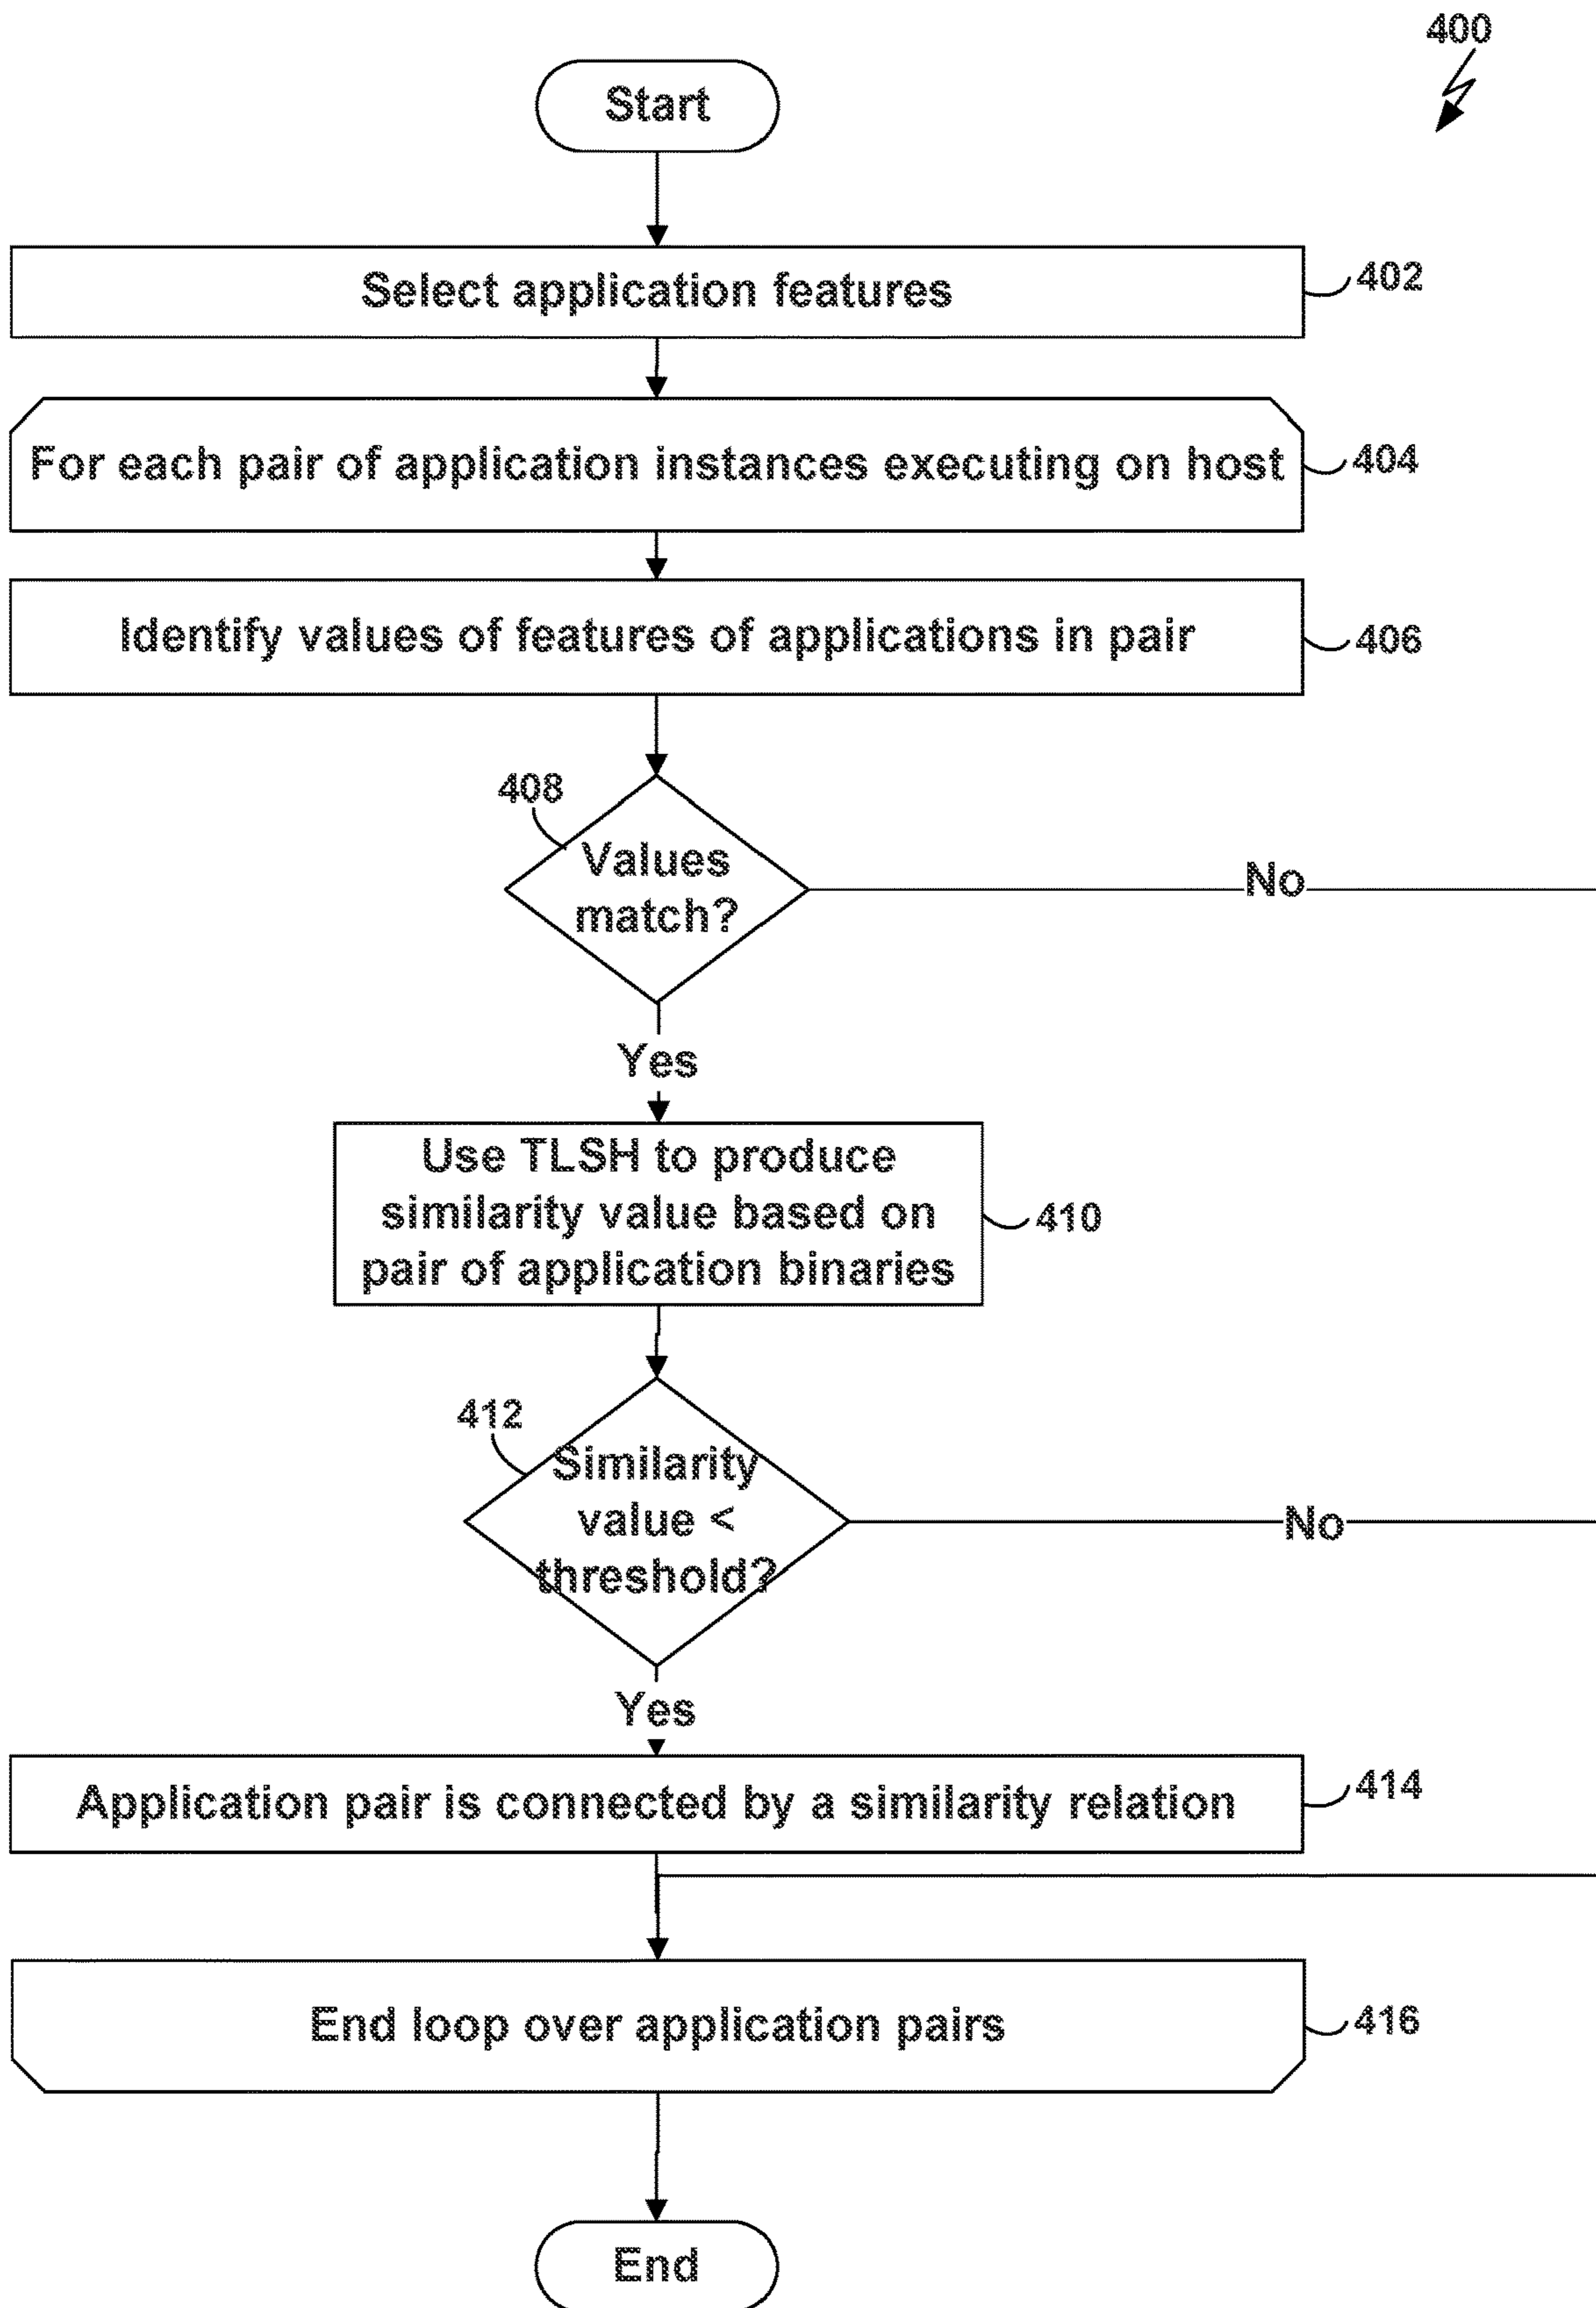 400
Start
Select application features
402
For each pair of application instances executing on host
404
Identify values of features of applications in pair
406
408
Values
match?
No
Yes
Use TLSH to produce
similarity value based on
pair of application binaries
410
412
Similarity
value <
threshold?
No
Yes
Application pair is connected by a similarity relation
414
End loop over application pairs
416
End